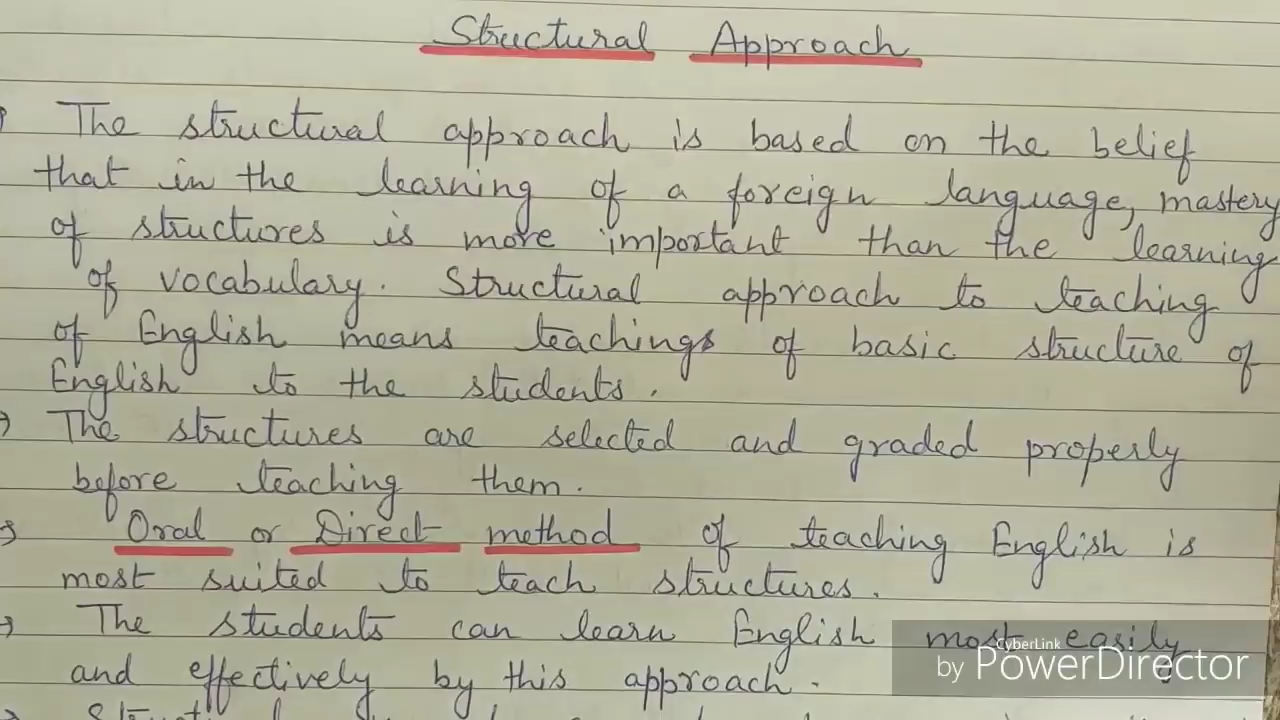 Structural Approach
The structural approach is based on the belief
that in the learning of a foreign language, mastery
of structures is more important than the learning
of vocabulary. Structural approach to teaching
of English means teachings of basic structure of
English to the students.
→ The structures are selected and graded properly
before teaching them.
→ Oral or Direct method of teaching English is
most suited to teach structures.
→ The students can learn English most easily
and effectively by this approach.
CyberLink
by PowerDirector